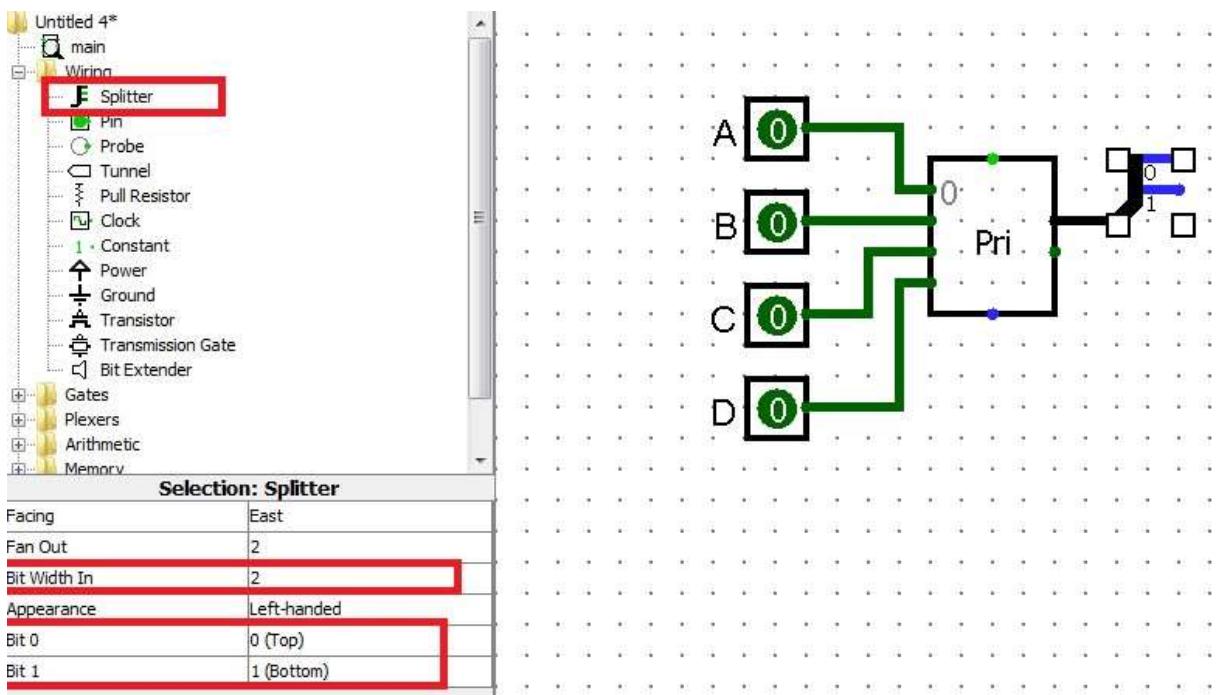 Untitled 4*
main
Wiring
Splitter
Pin
Probe
Tunnel
Pull Resistor
Clock
1 Constant
Power
Ground
Transistor
Transmission Gate
Bit Extender
Gates
Plexers
Arithmetic
Memory
Selection: Splitter
Facing East
Fan Out 2
Bit Width In 2
Appearance Left-handed
Bit 0 0 (Top)
Bit 1 1 (Bottom)
A 0
B 0
C 0
D 0
0
Pri
0
1